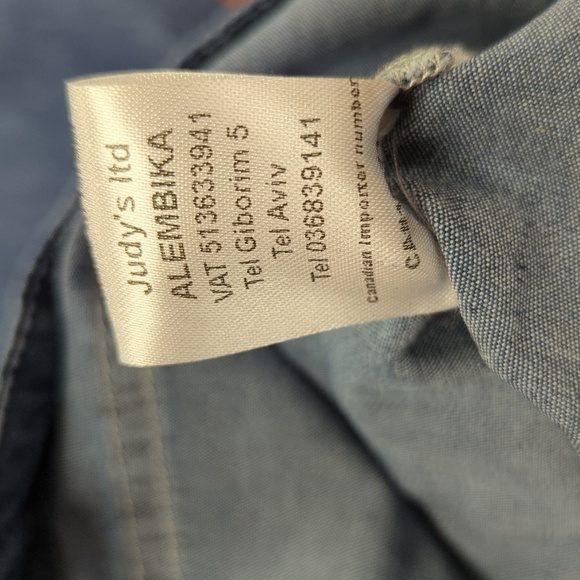 Judy's ltd
ALEMBIKA
VAT 513633941
Tel Giborim 5
Tel Aviv
Tel 036839141
Canadian Importer number